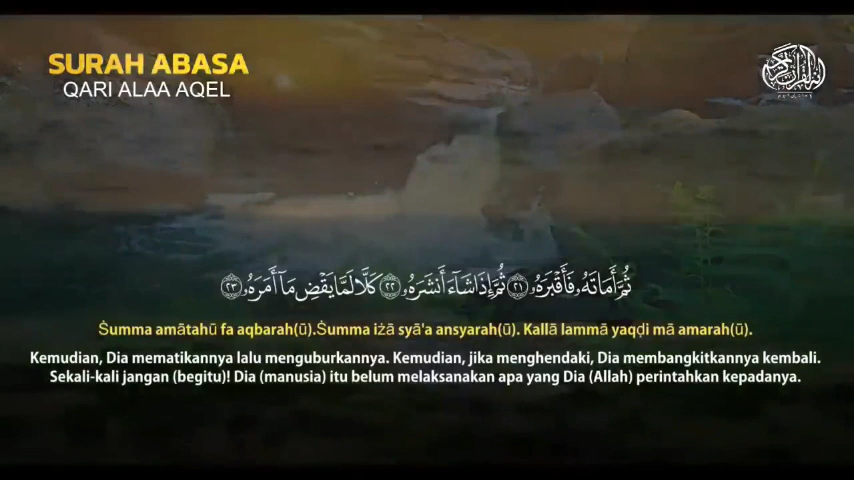 SURAH ABASA
QARI ALAA AQEL
ثُمَّ أَمَاتَهُۥ فَأَقْبَرَهُۥ ۝٢١ ثُمَّ إِذَا شَآءَ أَنشَرَهُۥ ۝٢٢ كَلَّا لَمَّا يَقْضِ مَآ أَمَرَهُۥ ۝٢٣
Ṡumma amātahū fa aqbarah(ū).Ṡumma iżā syā'a ansyarah(ū). Kallā lammā yaqḍi mā amarah(ū).
Kemudian, Dia mematikannya lalu menguburkannya. Kemudian, jika menghendaki, Dia membangkitkannya kembali.
Sekali-kali jangan (begitu)! Dia (manusia) itu belum melaksanakan apa yang Dia (Allah) perintahkan kepadanya.